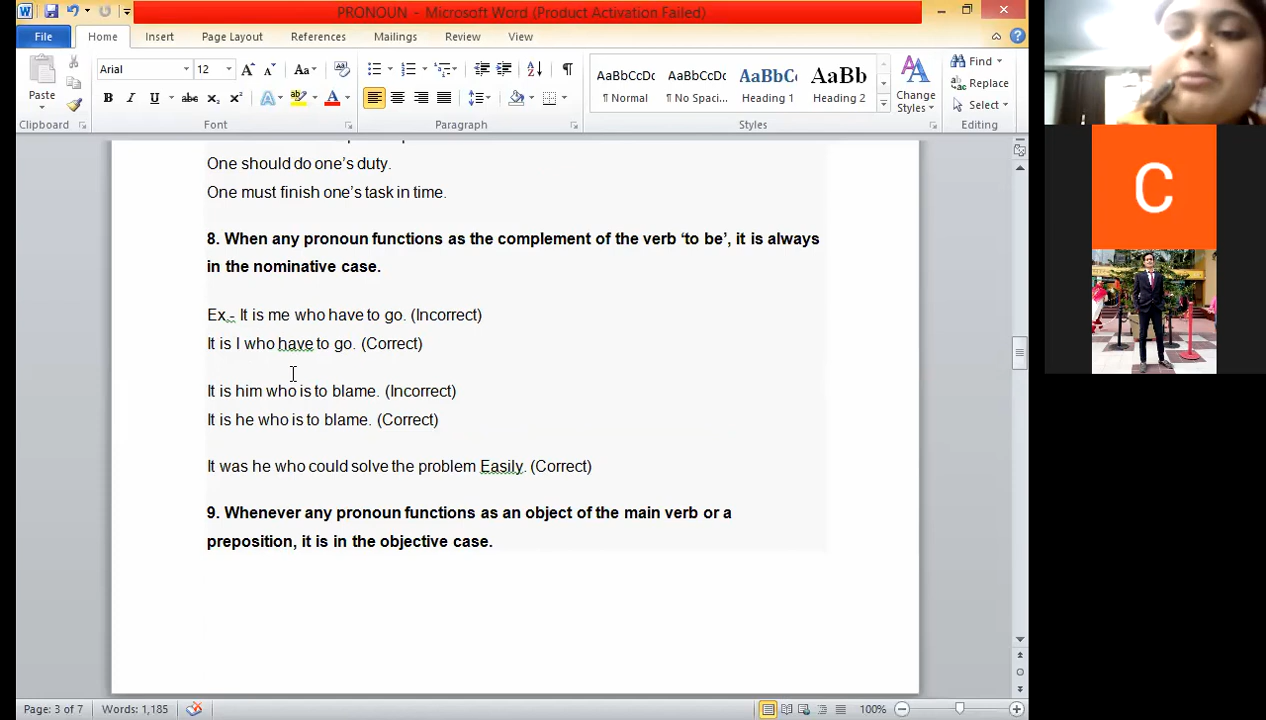 PRONOUN - Microsoft Word (Product Activation Failed)
File Home Insert Page Layout References Mailings Review View
Arial 12 Aa
AaBbCcDc AaBbCcDc AaBbCc AaBb
Find
Replace
Select
Paste
B I U abc x₂ x² A A
¶ Normal ¶ No Spaci... Heading 1 Heading 2
Change
Styles
Clipboard Font Paragraph Styles Editing
One should do one's duty.
One must finish one's task in time.
8. When any pronoun functions as the complement of the verb ‘to be’, it is always
in the nominative case.
Ex.- It is me who have to go. (Incorrect)
It is I who have to go. (Correct)
It is him who is to blame. (Incorrect)
It is he who is to blame. (Correct)
It was he who could solve the problem Easily. (Correct)
9. Whenever any pronoun functions as an object of the main verb or a
preposition, it is in the objective case.
C
Page: 3 of 7 Words: 1,185 100%